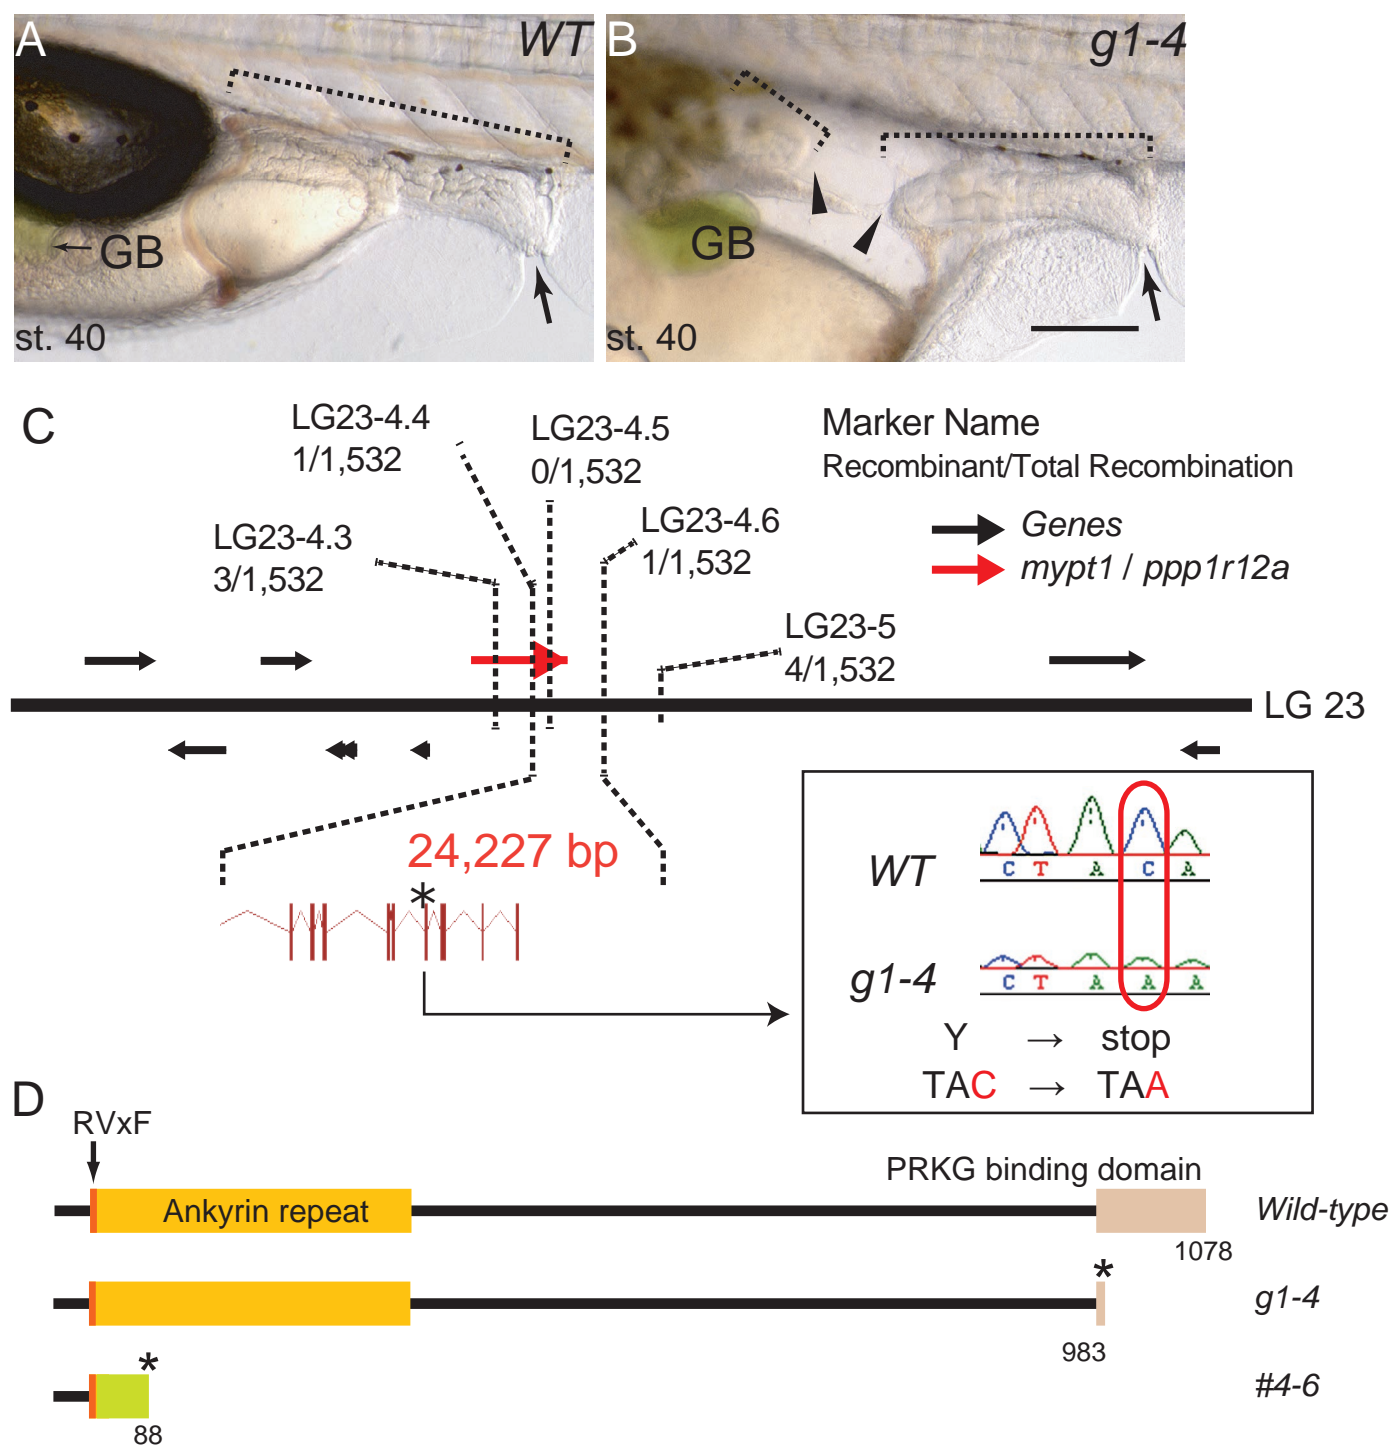 A
WT
GB
st. 40
B
g1-4
GB
st. 40
C
LG23-4.4
1/1,532
LG23-4.5
0/1,532
LG23-4.3
3/1,532
LG23-4.6
1/1,532
LG23-5
4/1,532
Marker Name
Recombinant/Total Recombination
Genes
mypt1 / ppp1r12a
LG 23
24,227 bp
*
WT
C T A C A
g1-4
C T A A A
Y → stop
TAC → TAA
D
RVxF
Ankyrin repeat
PRKG binding domain
Wild-type
1078
*
g1-4
983
*
#4-6
88